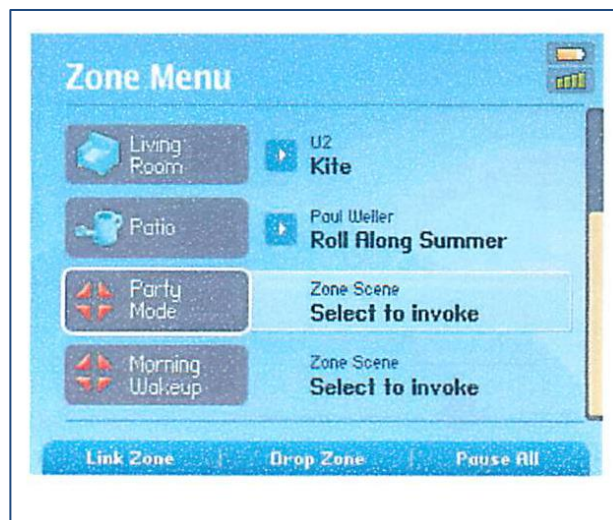 Zone Menu
Living
Room
U2
Kite
Patio
Paul Weller
Roll Along Summer
Party
Mode
Zone Scene
Select to invoke
Morning
Wakeup
Zone Scene
Select to invoke
Link Zone | Drop Zone | Pause All